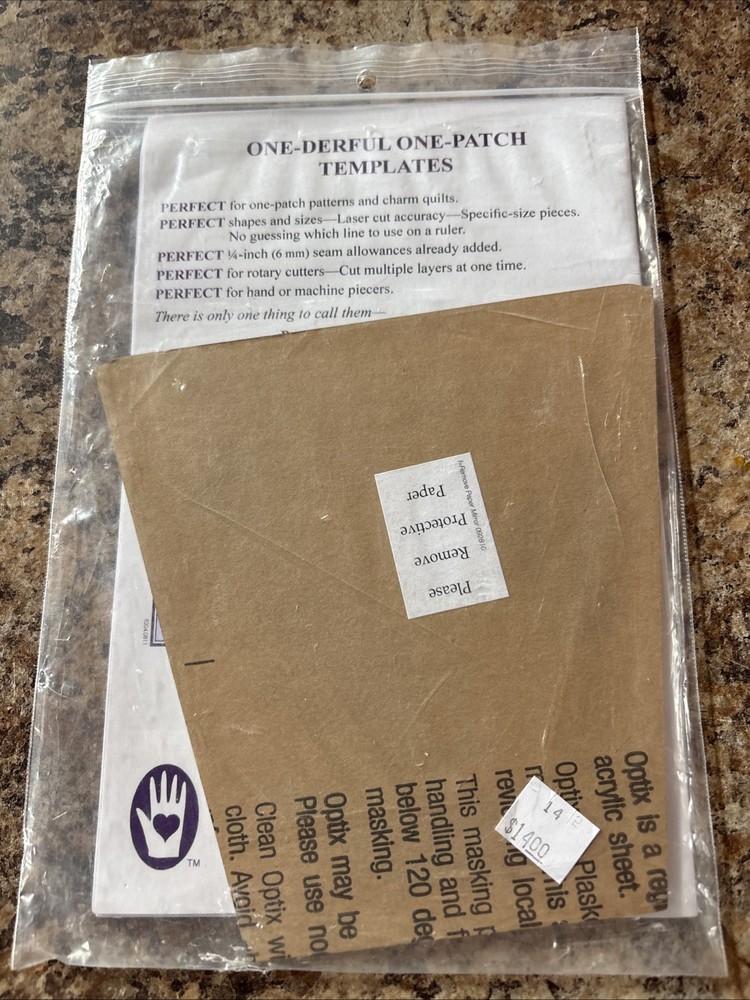 ONE-DERFUL ONE-PATCH
TEMPLATES
PERFECT for one-patch patterns and charm quilts.
PERFECT shapes and sizes—Laser cut accuracy—Specific-size pieces.
No guessing which line to use on a ruler.
PERFECT ¼-inch (6 mm) seam allowances already added.
PERFECT for rotary cutters—Cut multiple layers at one time.
PERFECT for hand or machine piecers.
There is only one thing to call them—
Please
Remove
Protective
Paper
Optix is a
acrylic sheet.
Optix
This masking
handling and
below 120
masking.
Optix may be
Please use
Clean Optix
cloth. Avoid
14
$14.00
TM